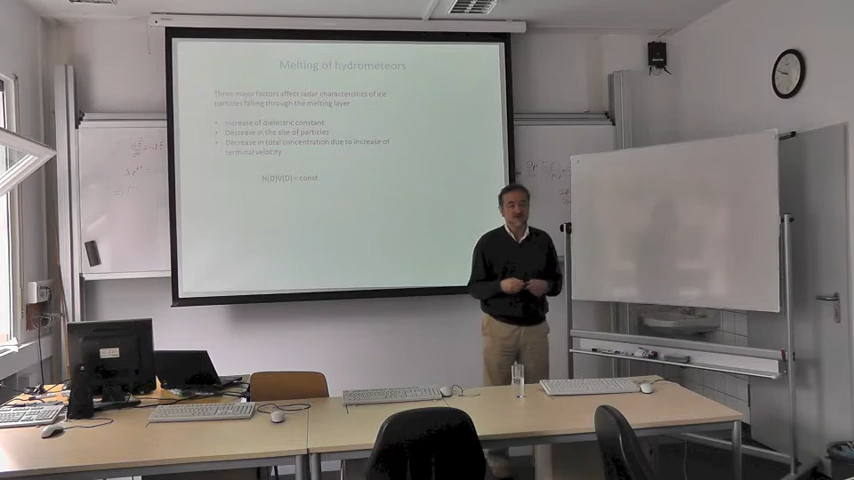 Melting of hydrometeors
Three major factors affect radar characteristics of ice
particles falling through the melting layer
• Increase of dielectric constant
• Decrease in the size of particles
• Decrease in total concentration due to increase of
terminal velocity
N(D)V(D) = const